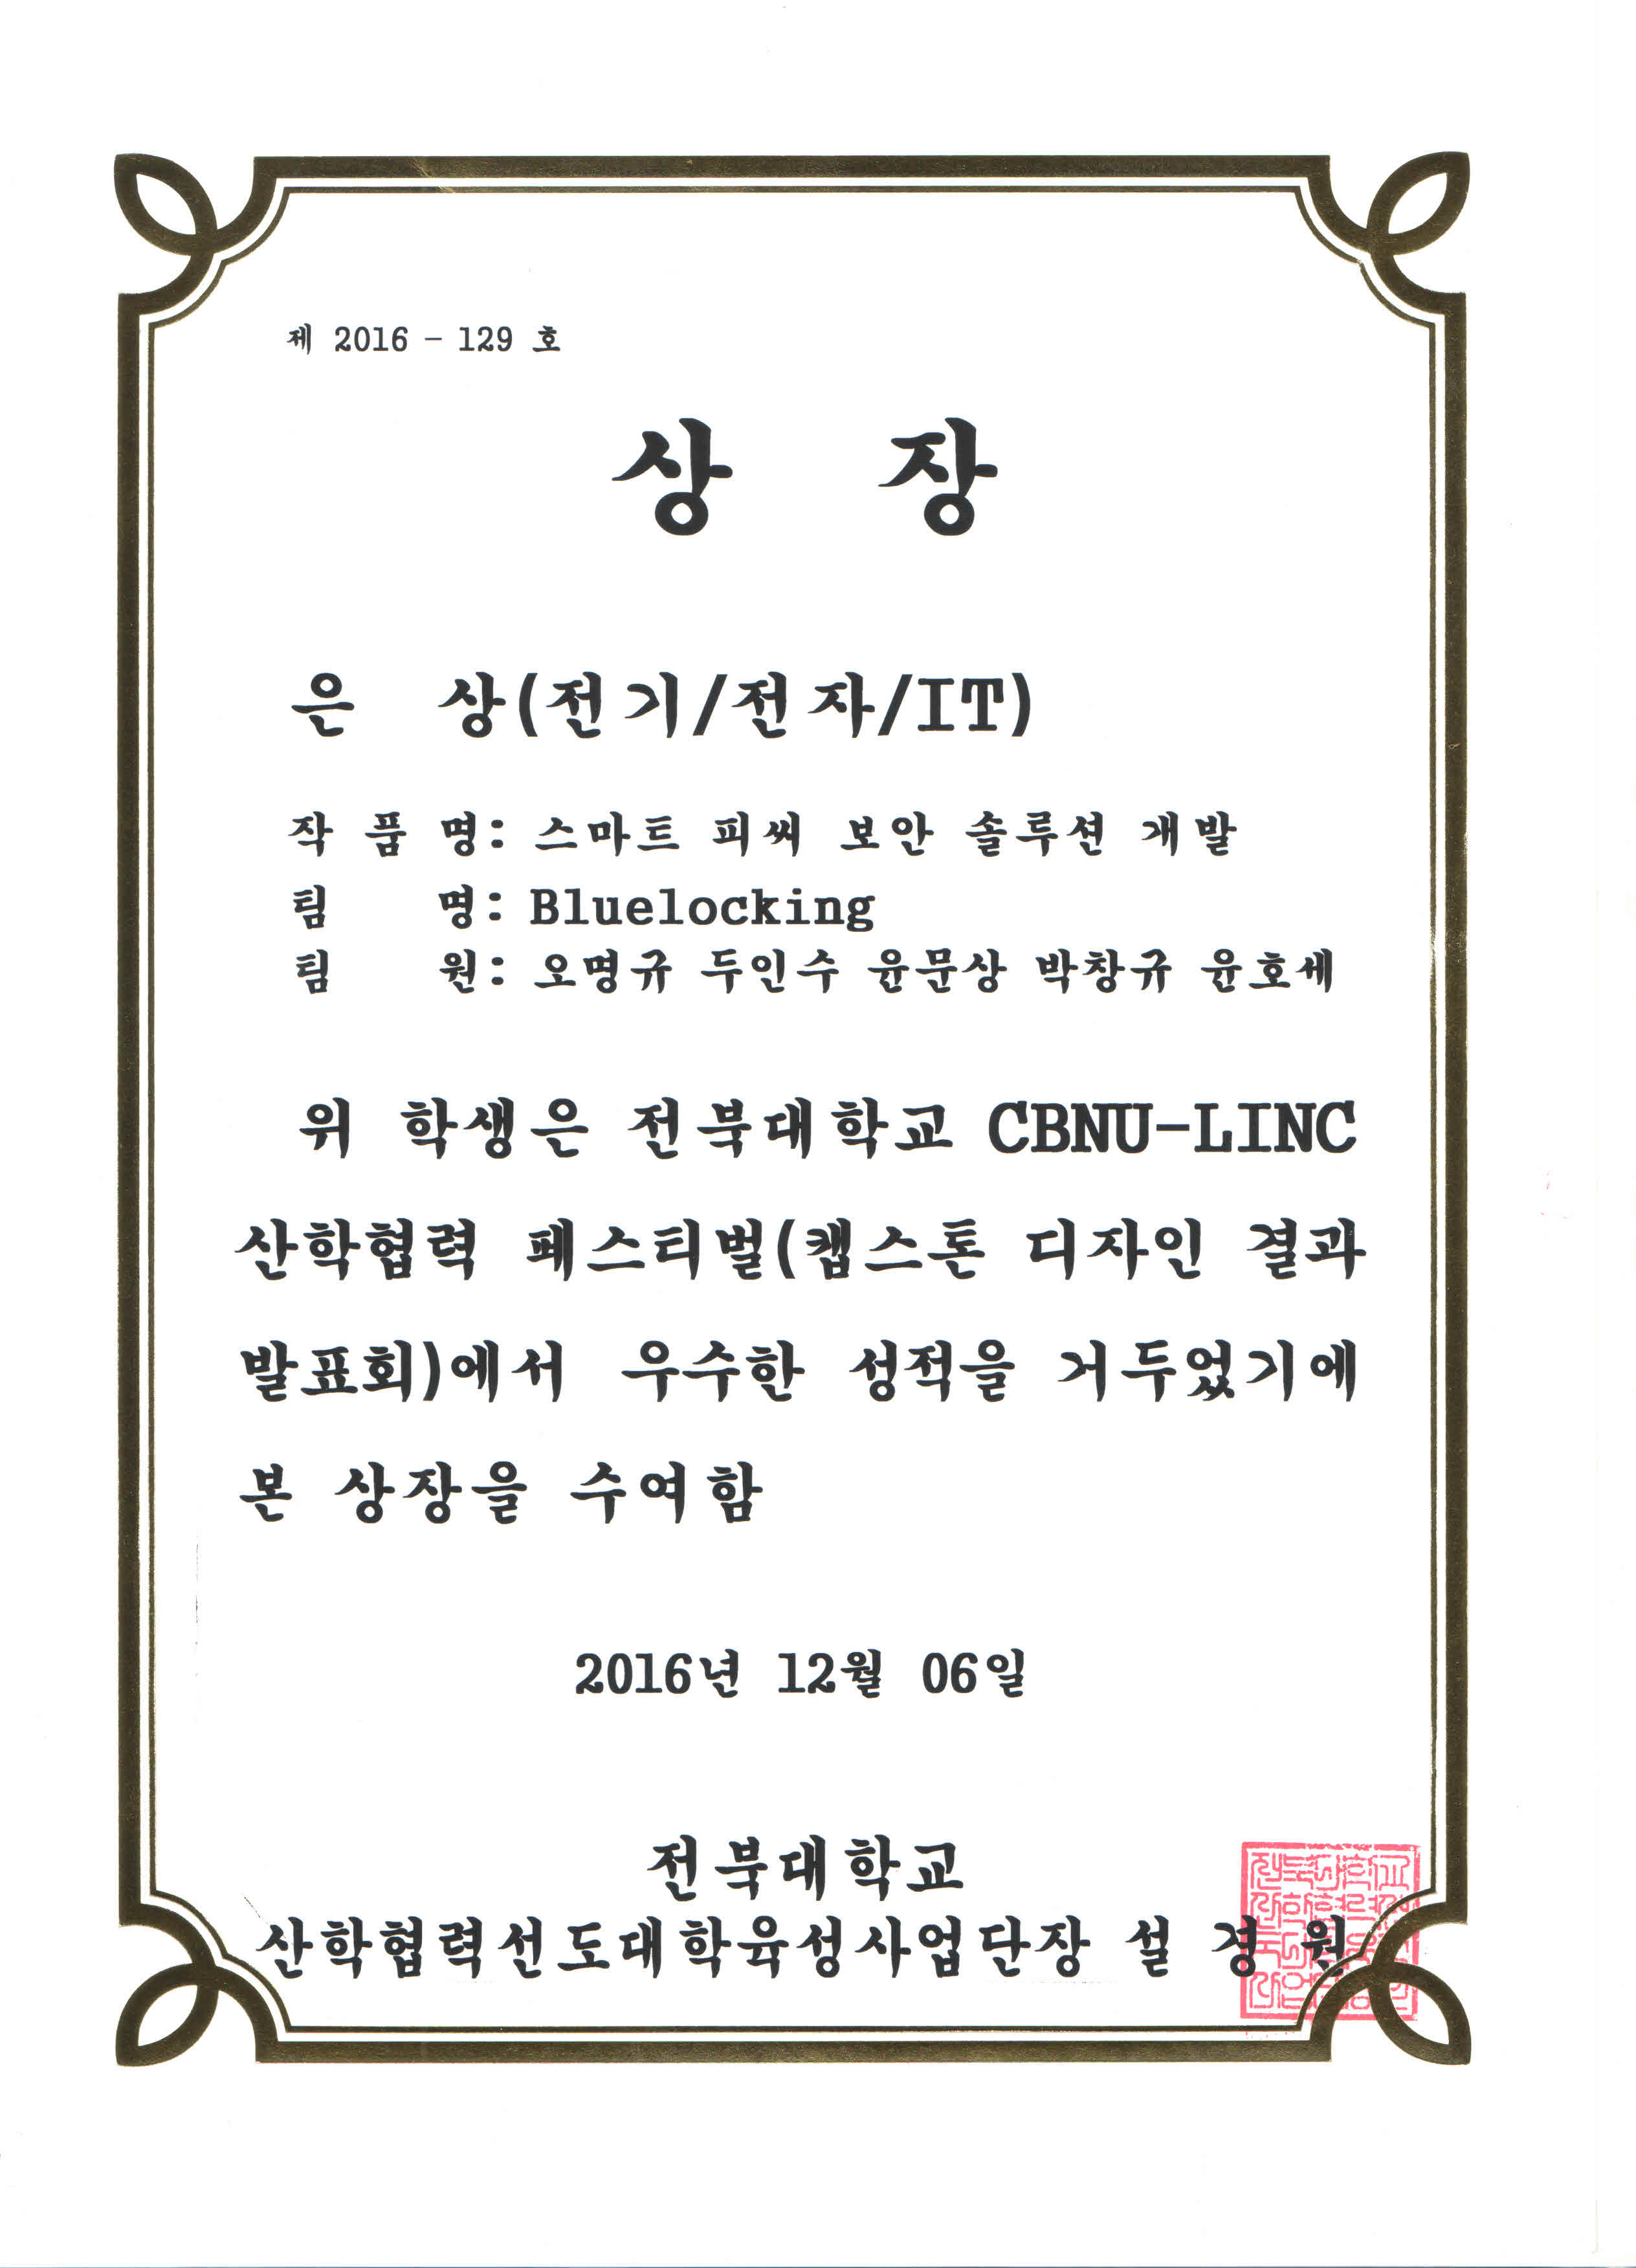 제 2016 - 129 호
상 장
은 상(전기/전자/IT)
작 품 명: 스마트 피씨 보안 솔루션 개발
팀 명: Bluelocking
팀 원: 오명규 두인수 윤문상 박창규 윤호세
위 학생은 전북대학교 CBNU-LINC
산학협력 페스티벌(캡스톤 디자인 결과
발표회)에서 우수한 성적을 거두었기에
본 상장을 수여함
2016년 12월 06일
전북대학교
산학협력선도대학육성사업단장 설 경 원